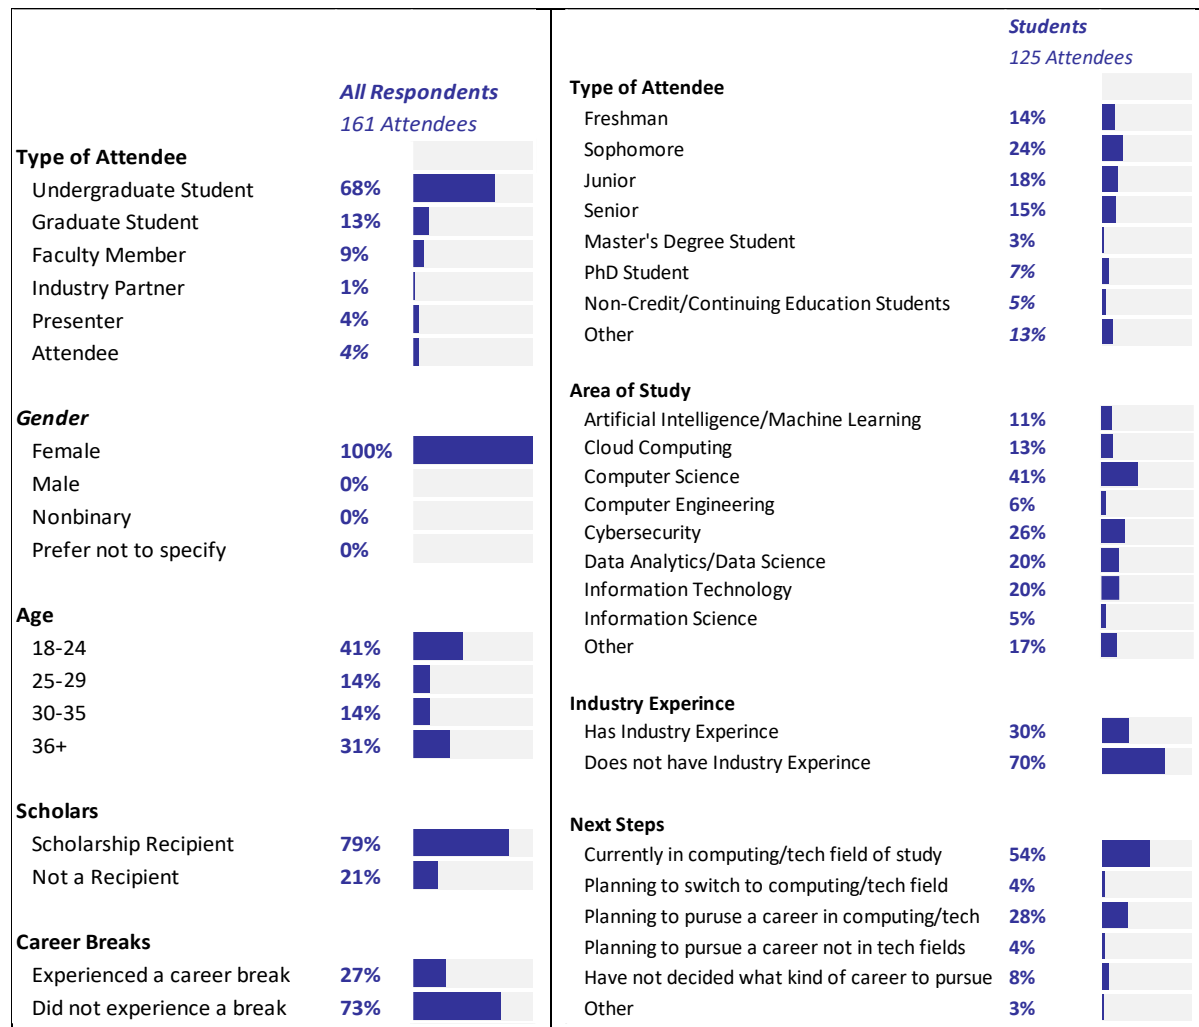 All Respondents
161 Attendees
Type of Attendee
Undergraduate Student 68%
Graduate Student 13%
Faculty Member 9%
Industry Partner 1%
Presenter 4%
Attendee 4%
Gender
Female 100%
Male 0%
Nonbinary 0%
Prefer not to specify 0%
Age
18-24 41%
25-29 14%
30-35 14%
36+ 31%
Scholars
Scholarship Recipient 79%
Not a Recipient 21%
Career Breaks
Experienced a career break 27%
Did not experience a break 73%
Students
125 Attendees
Type of Attendee
Freshman 14%
Sophomore 24%
Junior 18%
Senior 15%
Master's Degree Student 3%
PhD Student 7%
Non-Credit/Continuing Education Students 5%
Other 13%
Area of Study
Artificial Intelligence/Machine Learning 11%
Cloud Computing 13%
Computer Science 41%
Computer Engineering 6%
Cybersecurity 26%
Data Analytics/Data Science 20%
Information Technology 20%
Information Science 5%
Other 17%
Industry Experince
Has Industry Experince 30%
Does not have Industry Experince 70%
Next Steps
Currently in computing/tech field of study 54%
Planning to switch to computing/tech field 4%
Planning to puruse a career in computing/tech 28%
Planning to pursue a career not in tech fields 4%
Have not decided what kind of career to pursue 8%
Other 3%